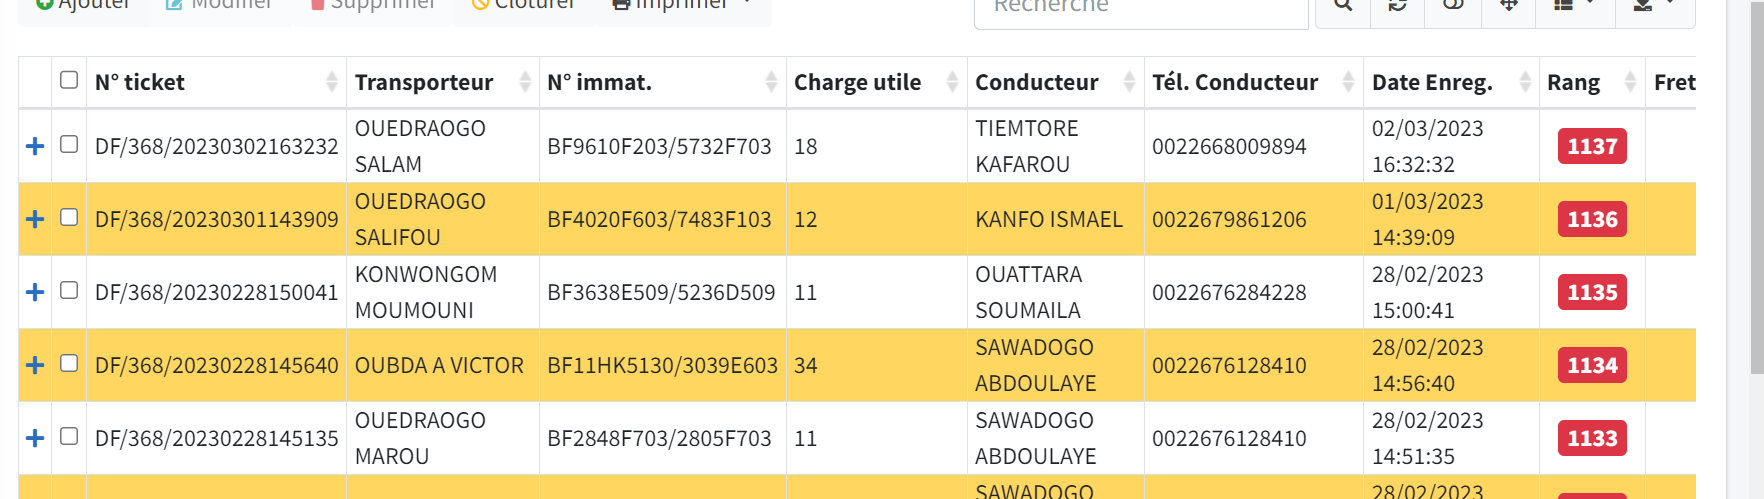 Ajouter Modifier Supprimer Clôturer Imprimer Recherche
N° ticket Transporteur N° immat. Charge utile Conducteur Tél. Conducteur Date Enreg. Rang Fret
DF/368/20230302163232 OUEDRAOGO SALAM BF9610F203/5732F703 18 TIEMTORE KAFAROU 0022668009894 02/03/2023 16:32:32 1137
DF/368/20230301143909 OUEDRAOGO SALIFOU BF4020F603/7483F103 12 KANFO ISMAEL 0022679861206 01/03/2023 14:39:09 1136
DF/368/20230228150041 KONWONGOM MOUMOUNI BF3638E509/5236D509 11 OUATTARA SOUMAILA 0022676284228 28/02/2023 15:00:41 1135
DF/368/20230228145640 OUBDA A VICTOR BF11HK5130/3039E603 34 SAWADOGO ABDOULAYE 0022676128410 28/02/2023 14:56:40 1134
DF/368/20230228145135 OUEDRAOGO MAROU BF2848F703/2805F703 11 SAWADOGO ABDOULAYE 0022676128410 28/02/2023 14:51:35 1133
SAWADOGO 28/02/2023